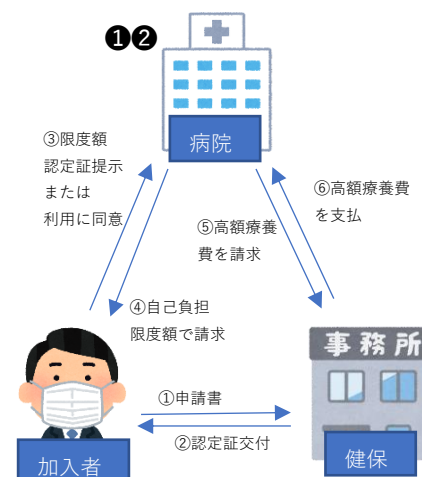 ❶❷
病院
③限度額
認定証提示
または
利用に同意
⑥高額療養費
を支払
⑤高額療養
費を請求
④自己負担
限度額で請求
事務所
①申請書
②認定証交付
加入者
健保